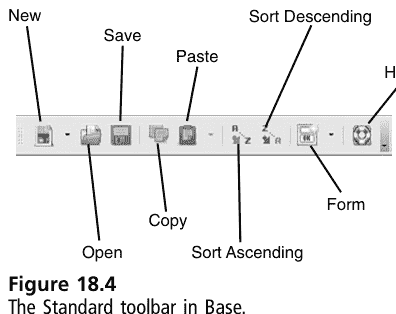 New
Save
Paste
Sort Descending
H
Open
Copy
Sort Ascending
Form
Figure 18.4
The Standard toolbar in Base.